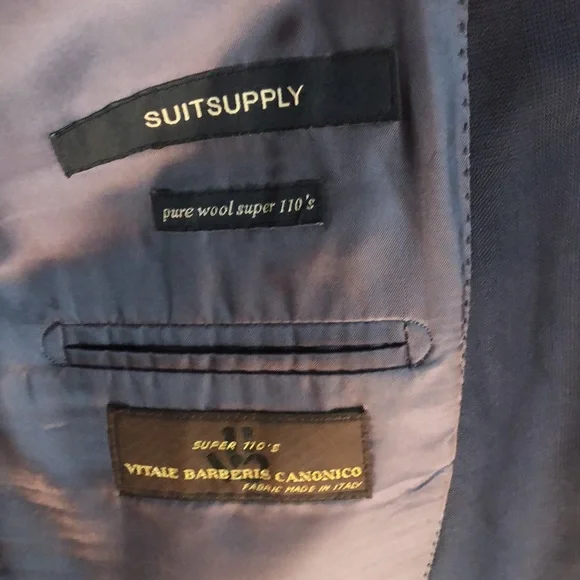 SUITSUPPLY
pure wool super 110's
SUPER 110'S
VITALE BARBERIS CANONICO
FABRIC MADE IN ITALY